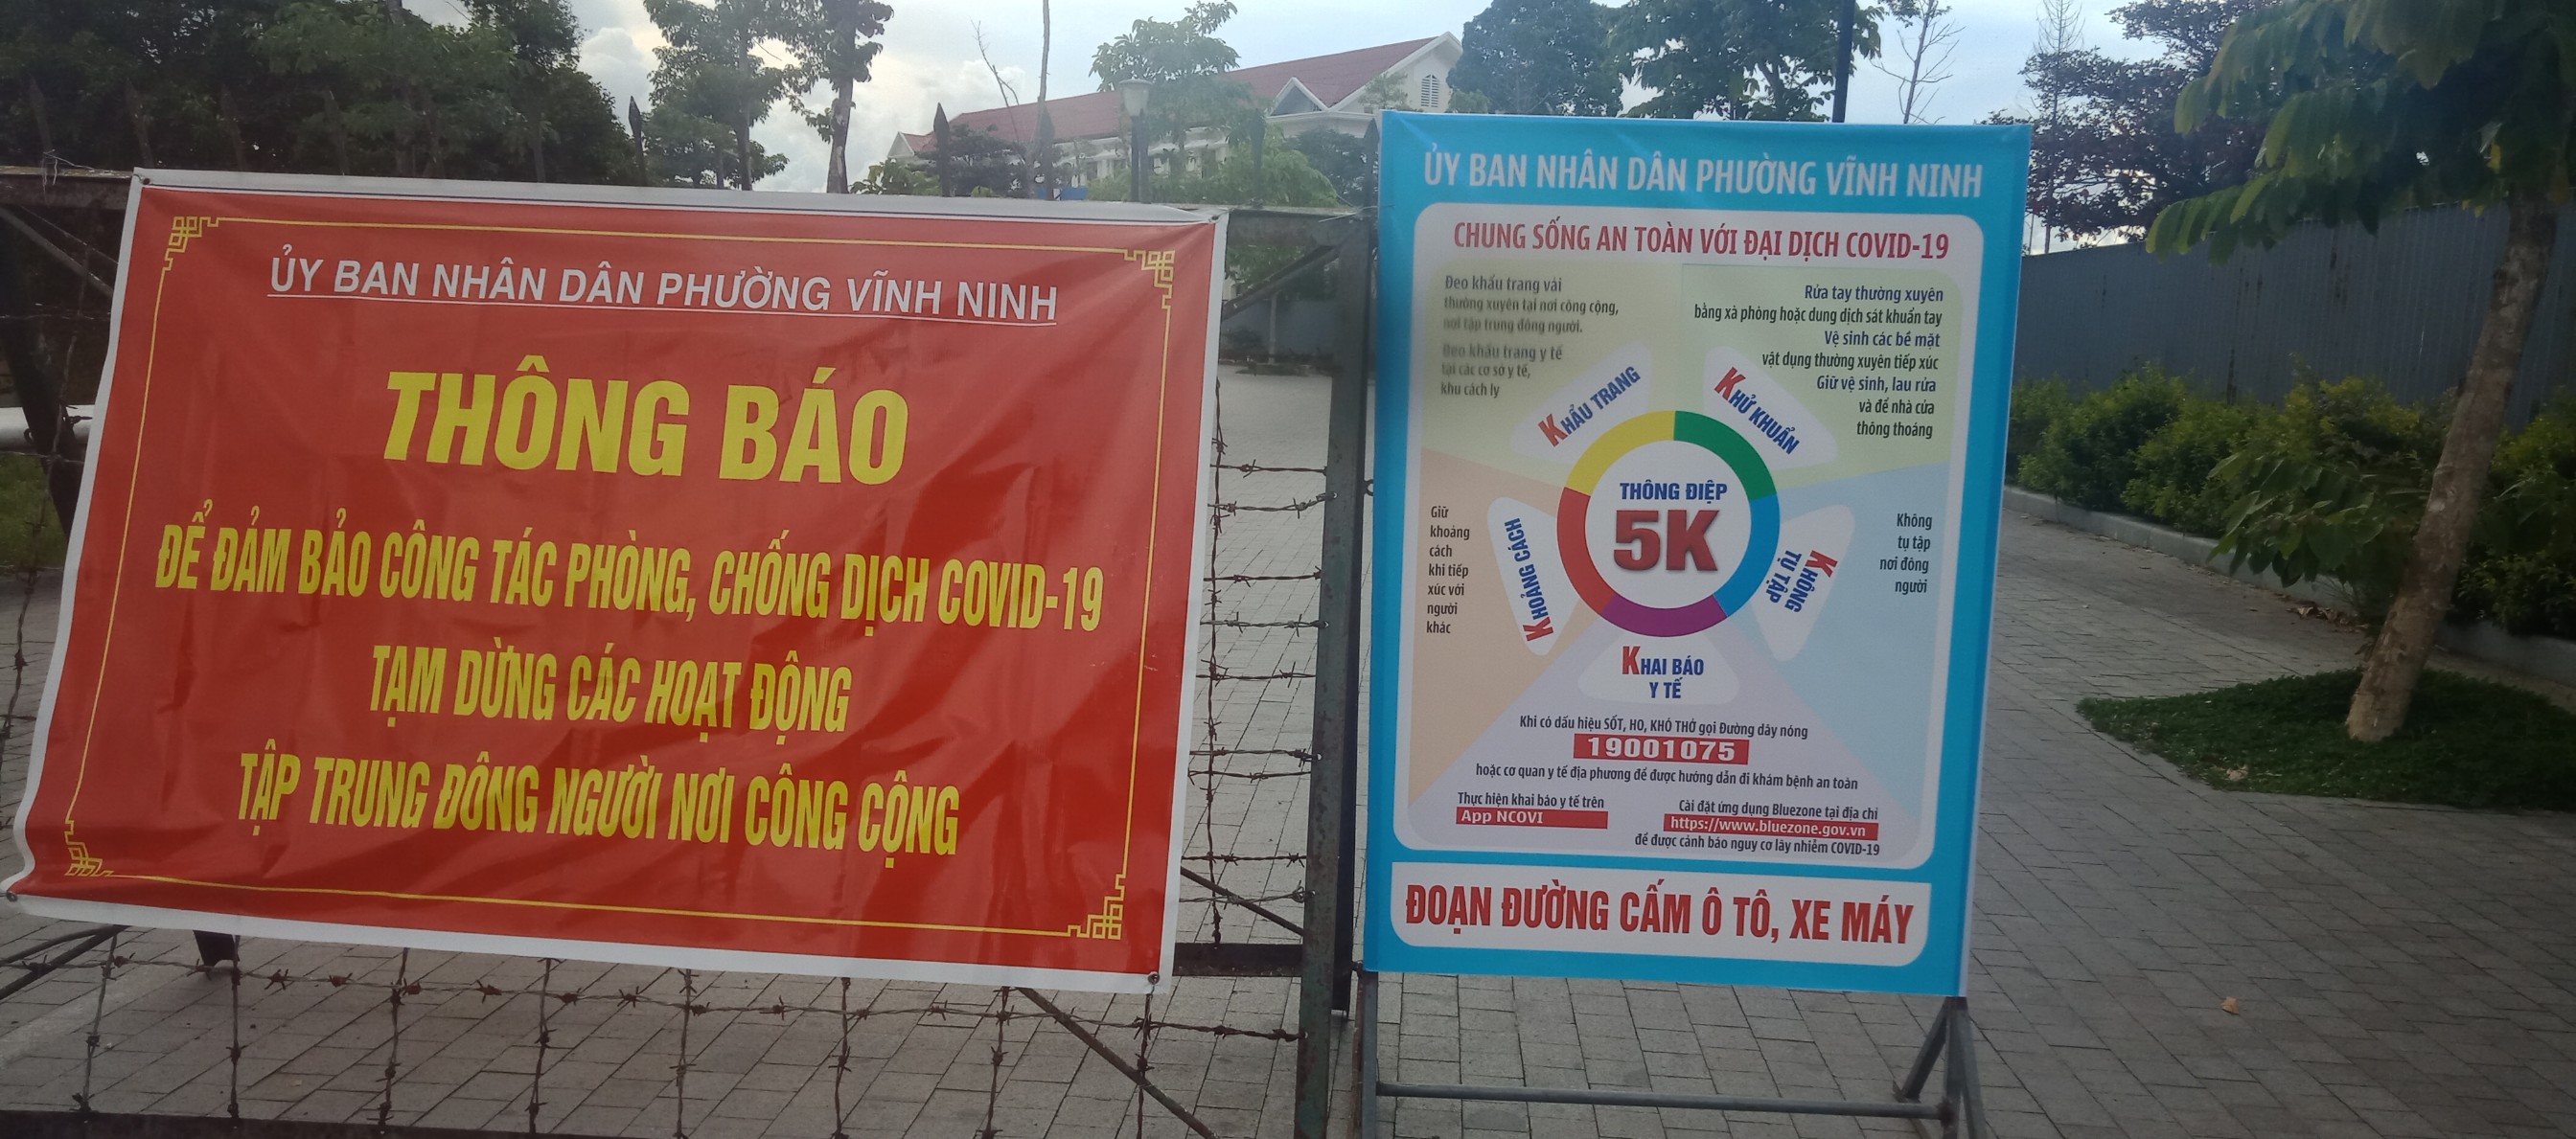 ỦY BAN NHÂN DÂN PHƯỜNG VĨNH NINH
THÔNG BÁO
ĐỂ ĐẢM BẢO CÔNG TÁC PHÒNG, CHỐNG DỊCH COVID-19
TẠM DỪNG CÁC HOẠT ĐỘNG
TẬP TRUNG ĐÔNG NGƯỜI NƠI CÔNG CỘNG
ỦY BAN NHÂN DÂN PHƯỜNG VĨNH NINH
CHUNG SỐNG AN TOÀN VỚI ĐẠI DỊCH COVID-19
Đeo khẩu trang vải
thường xuyên tại nơi công cộng,
nơi tập trung đông người.
Đeo khẩu trang y tế
tại các cơ sở y tế,
khu cách ly
KHẨU TRANG
Rửa tay thường xuyên
bằng xà phòng hoặc dung dịch sát khuẩn tay
Vệ sinh các bề mặt
vật dụng thường xuyên tiếp xúc
Giữ vệ sinh, lau rửa
và để nhà cửa
thông thoáng
KHỬ KHUẨN
THÔNG ĐIỆP
5K
Giữ
khoảng
cách
khi tiếp
xúc với
người
khác
KHOẢNG CÁCH
KHÔNG
TỤ TẬP
Không
tụ tập
nơi đông
người
KHAI BÁO
Y TẾ
Khi có dấu hiệu SỐT, HO, KHÓ THỞ gọi Đường dây nóng
19001075
hoặc cơ quan y tế địa phương để được hướng dẫn đi khám bệnh an toàn
Thực hiện khai báo y tế trên
App NCOVI
Cài đặt ứng dụng Bluezone tại địa chỉ
https://www.bluezone.gov.vn
để được cảnh báo nguy cơ lây nhiễm COVID-19
ĐOẠN ĐƯỜNG CẤM Ô TÔ, XE MÁY